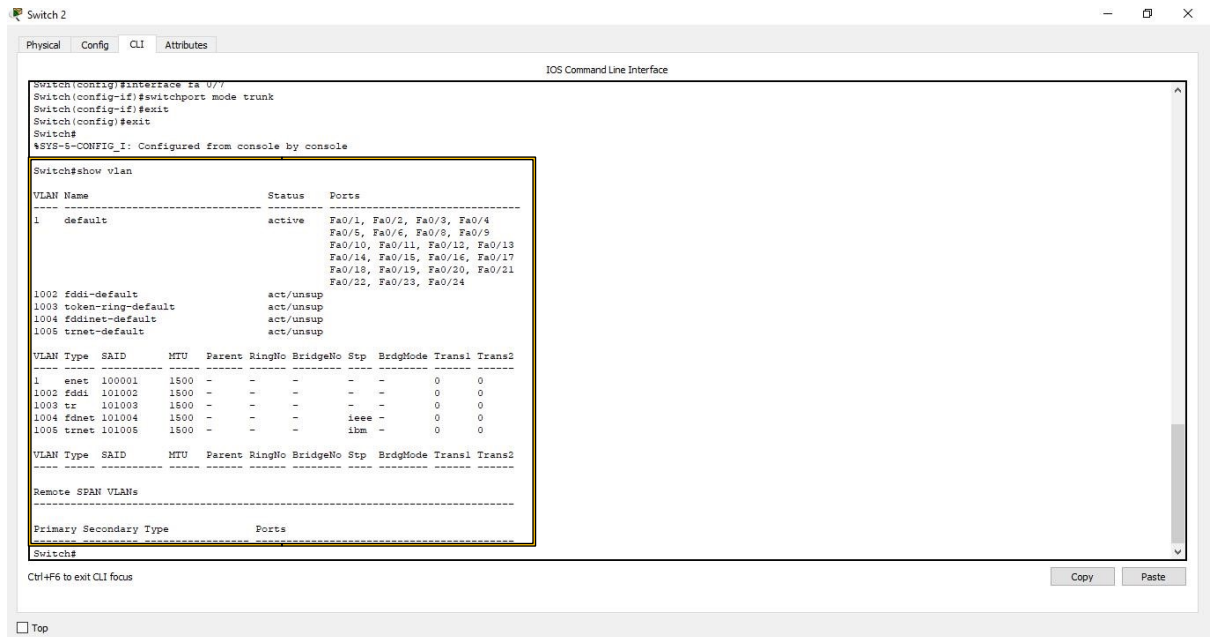 Switch 2
Physical Config CLI Attributes
IOS Command Line Interface
Switch(config)#interface fa 0/7
Switch(config-if)#switchport mode trunk
Switch(config-if)#exit
Switch(config)#exit
Switch#
%SYS-5-CONFIG_I: Configured from console by console
Switch#show vlan
VLAN Name                             Status    Ports
---- -------------------------------- --------- -------------------------------
1    default                          active    Fa0/1, Fa0/2, Fa0/3, Fa0/4
                                                Fa0/5, Fa0/6, Fa0/8, Fa0/9
                                                Fa0/10, Fa0/11, Fa0/12, Fa0/13
                                                Fa0/14, Fa0/15, Fa0/16, Fa0/17
                                                Fa0/18, Fa0/19, Fa0/20, Fa0/21
                                                Fa0/22, Fa0/23, Fa0/24
1002 fddi-default                     act/unsup
1003 token-ring-default               act/unsup
1004 fddinet-default                  act/unsup
1005 trnet-default                    act/unsup
VLAN Type  SAID       MTU   Parent RingNo BridgeNo Stp  BrdgMode Trans1 Trans2
---- ----- ---------- ----- ------ ------ -------- ---- -------- ------ ------
1    enet  100001     1500  -      -      -        -    -        0      0
1002 fddi  101002     1500  -      -      -        -    -        0      0
1003 tr    101003     1500  -      -      -        -    -        0      0
1004 fdnet 101004     1500  -      -      -        ieee -        0      0
1005 trnet 101005     1500  -      -      -        ibm  -        0      0
VLAN Type  SAID       MTU   Parent RingNo BridgeNo Stp  BrdgMode Trans1 Trans2
---- ----- ---------- ----- ------ ------ -------- ---- -------- ------ ------
Remote SPAN VLANs
------------------------------------------------------------------------------
Primary Secondary Type              Ports
------- --------- ----------------- ------------------------------------------
Switch#
Ctrl+F6 to exit CLI focus
Copy Paste
Top